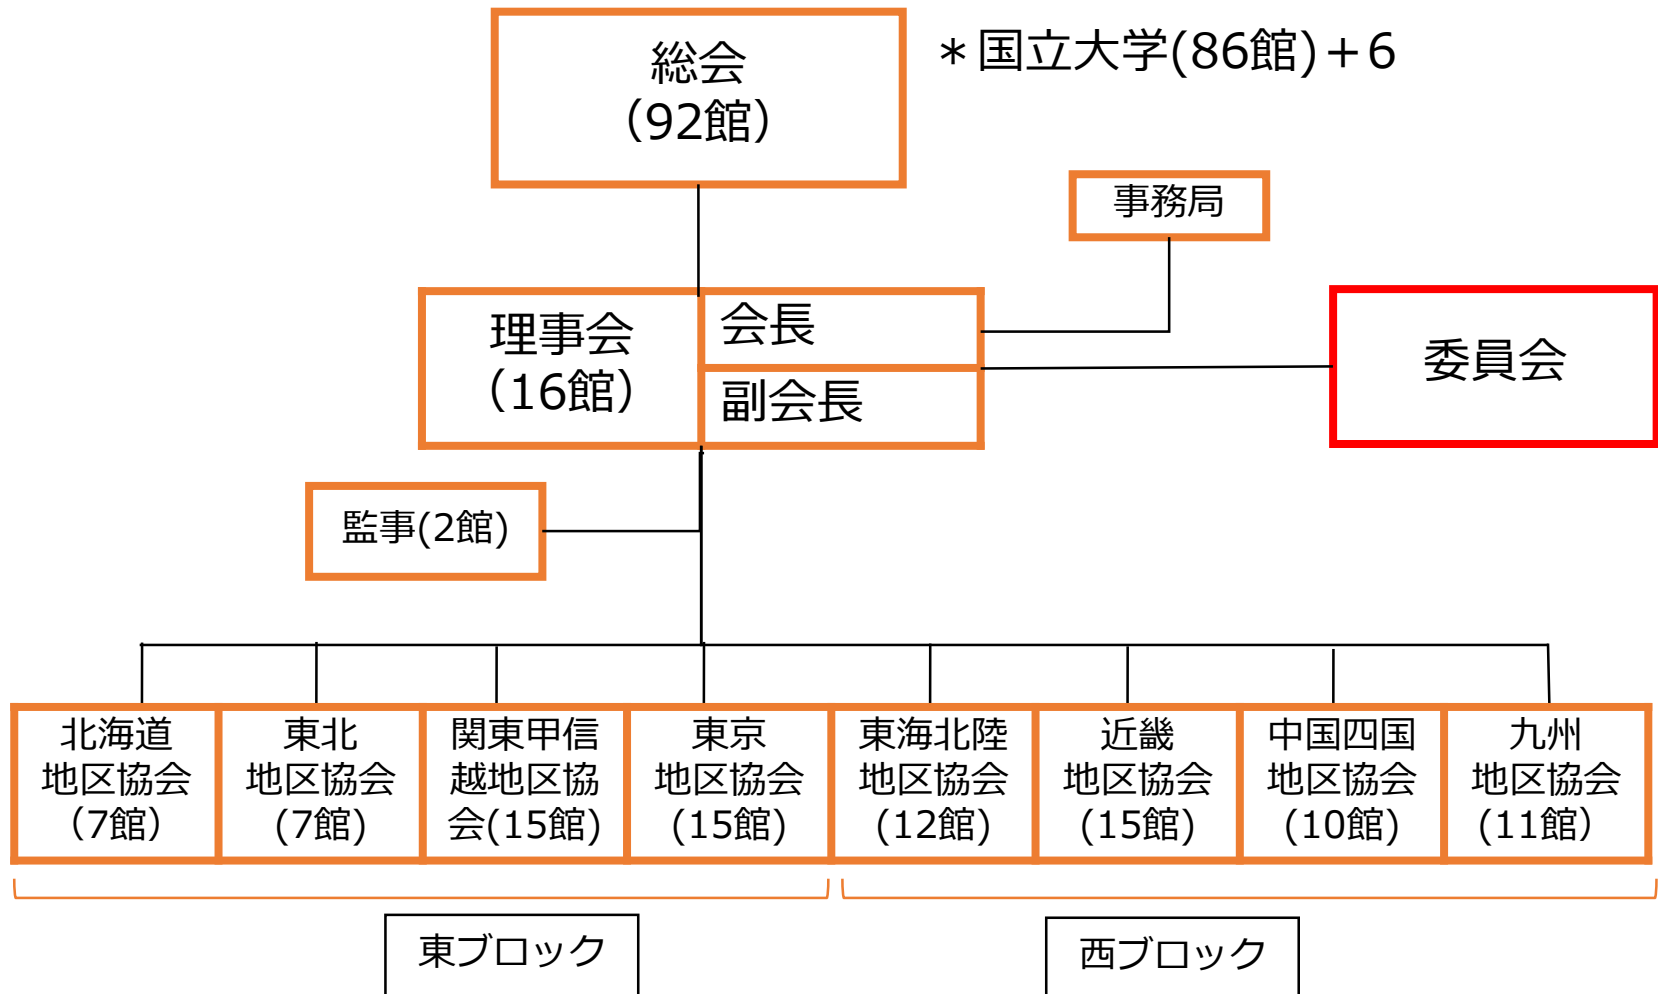 総会
（92館）
＊国立大学(86館)＋6
事務局
理事会
（16館）
会長
副会長
委員会
監事(2館)
北海道
地区協会
（7館）
東北
地区協会
(7館)
関東甲信
越地区協
会(15館)
東京
地区協会
(15館)
東海北陸
地区協会
(12館)
近畿
地区協会
(15館)
中国四国
地区協会
(10館)
九州
地区協会
(11館）
東ブロック
西ブロック